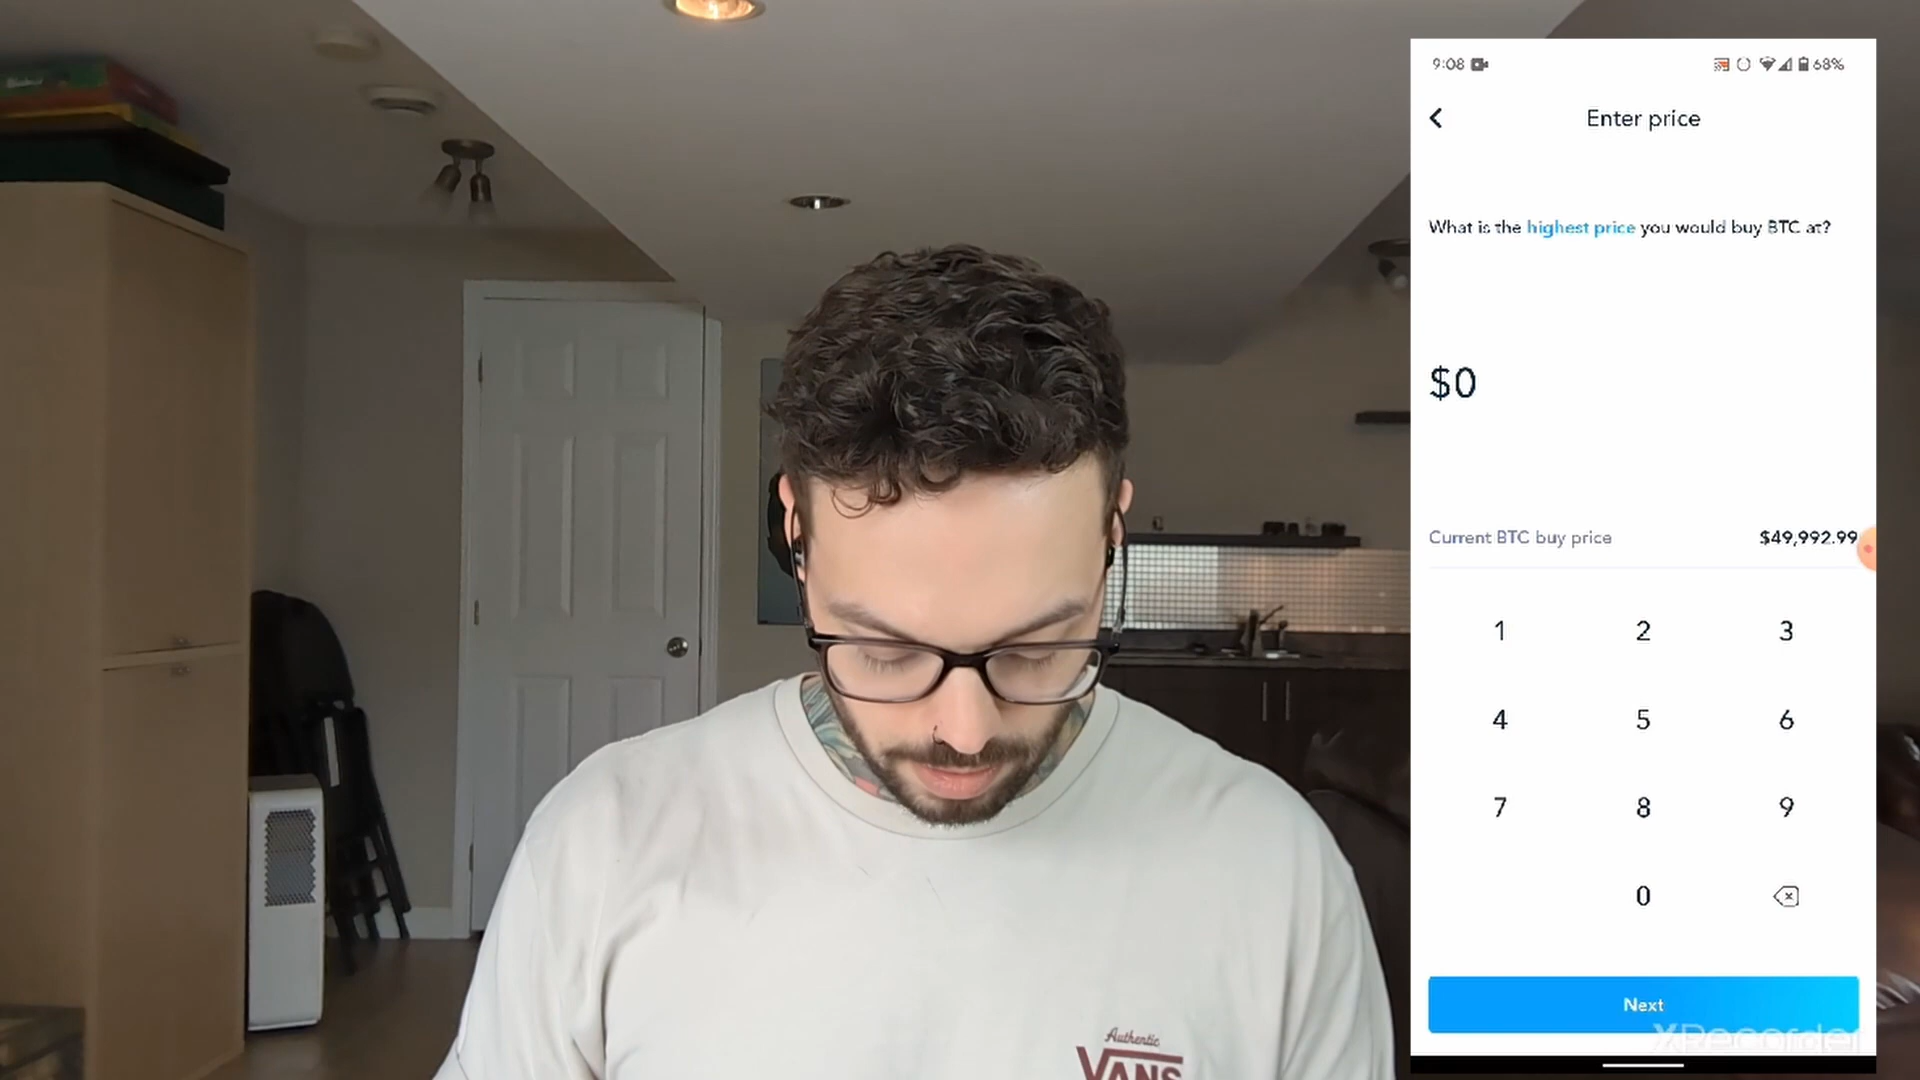 9:08
68%
Enter price
What is the highest price you would buy BTC at?
$0
Current BTC buy price $49,992.99
1 2 3
4 5 6
7 8 9
0
Next
XRecorder
Authentic
VANS